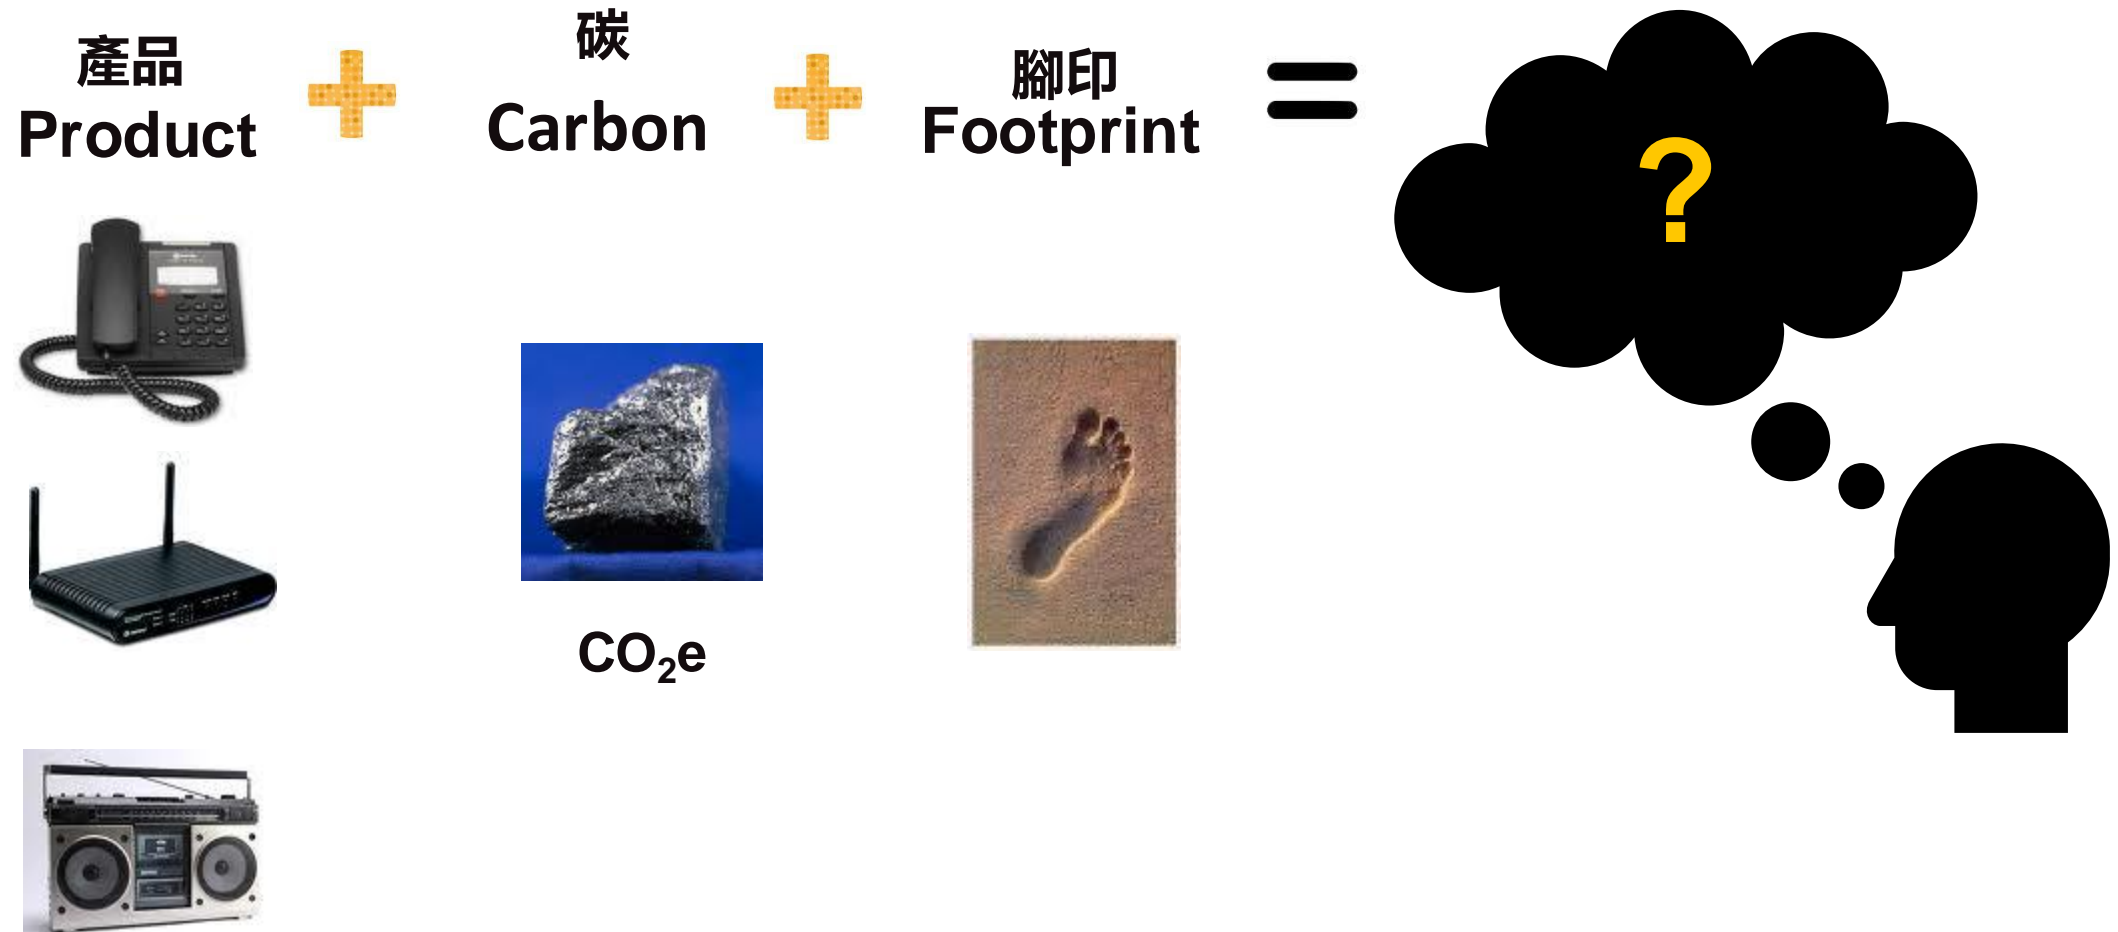 產品
Product
碳
Carbon
腳印
Footprint
=
?
CO₂e